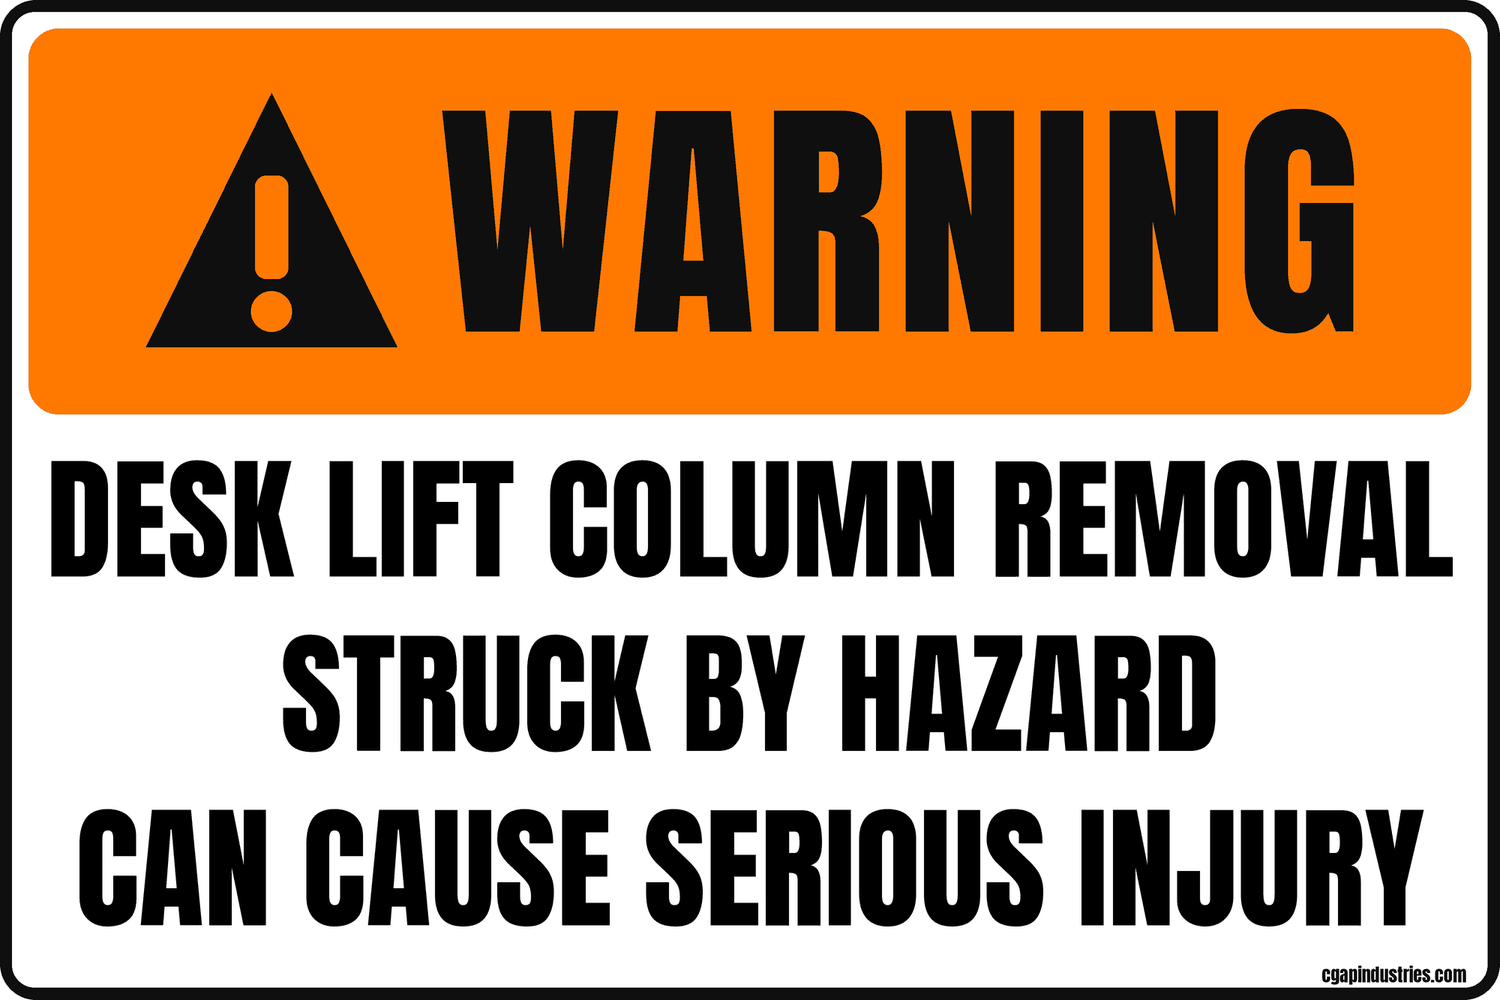 WARNING
DESK LIFT COLUMN REMOVAL
STRUCK BY HAZARD
CAN CAUSE SERIOUS INJURY
cgapindustries.com